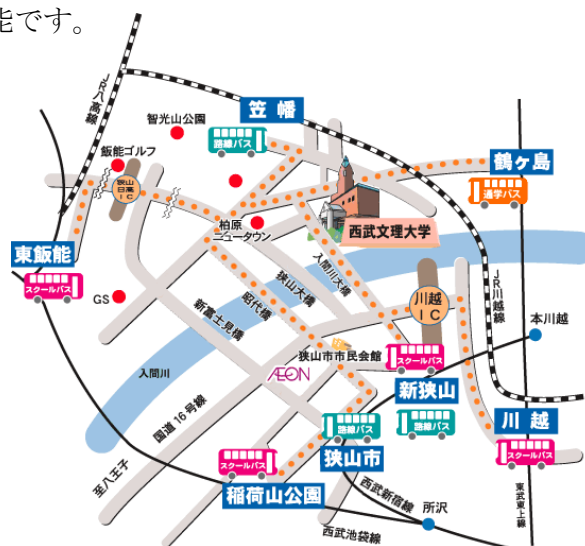 能です。
JR八高線
笠幡
智光山公園
路線バス
飯能ゴルフ
鶴ヶ島
通学バス
狭山
日高
IC
柏原
ニュータウン
西武文理大学
東飯能
スクールバス
入間川大橋
狭山大橋
昭代橋
新富士見橋
GS
川越
IC
JR川越線
本川越
狭山市市民会館
スクールバス
入間川
ÆON
国道16号線
新狭山
路線バス
路線バス
川越
スクールバス
狭山市
スクールバス
稲荷山公園
至八王子
西武新宿線
所沢
東武東上線
西武池袋線